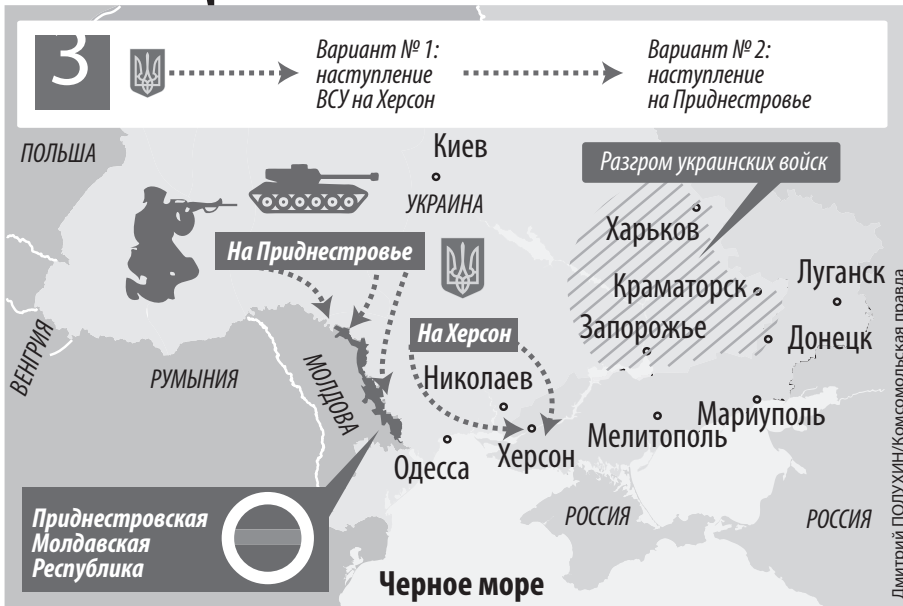 3
Вариант № 1:
наступление
ВСУ на Херсон
Вариант № 2:
наступление
на Приднестровье
ПОЛЬША
Киев
УКРАИНА
Разгром украинских войск
Харьков
На Приднестровье
Краматорск
Луганск
На Херсон
Запорожье
Донецк
ВЕНГРИЯ
РУМЫНИЯ
МОЛДОВА
Николаев
Мариуполь
Мелитополь
Херсон
Одесса
Приднестровская
Молдавская
Республика
РОССИЯ
РОССИЯ
Черное море
Дмитрий ПОЛУХИН/Комсомольская правда